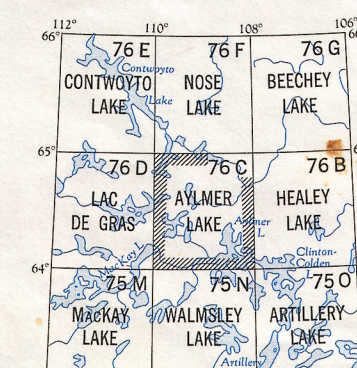 112° 110° 108° 106
66°
76 E 76 F 76 G
Contwoyto
CONTWOYTO NOSE BEECHEY
Lake
LAKE LAKE LAKE
65°
76 D 76 C 76 B
LAC AYLMER HEALEY
DE GRAS LAKE LAKE
Aylmer
L
Clinton-
Colden
L
MacKay L
64°
75 M 75 N 75 O
MacKAY WALMSLEY ARTILLERY
LAKE LAKE LAKE
Artillery